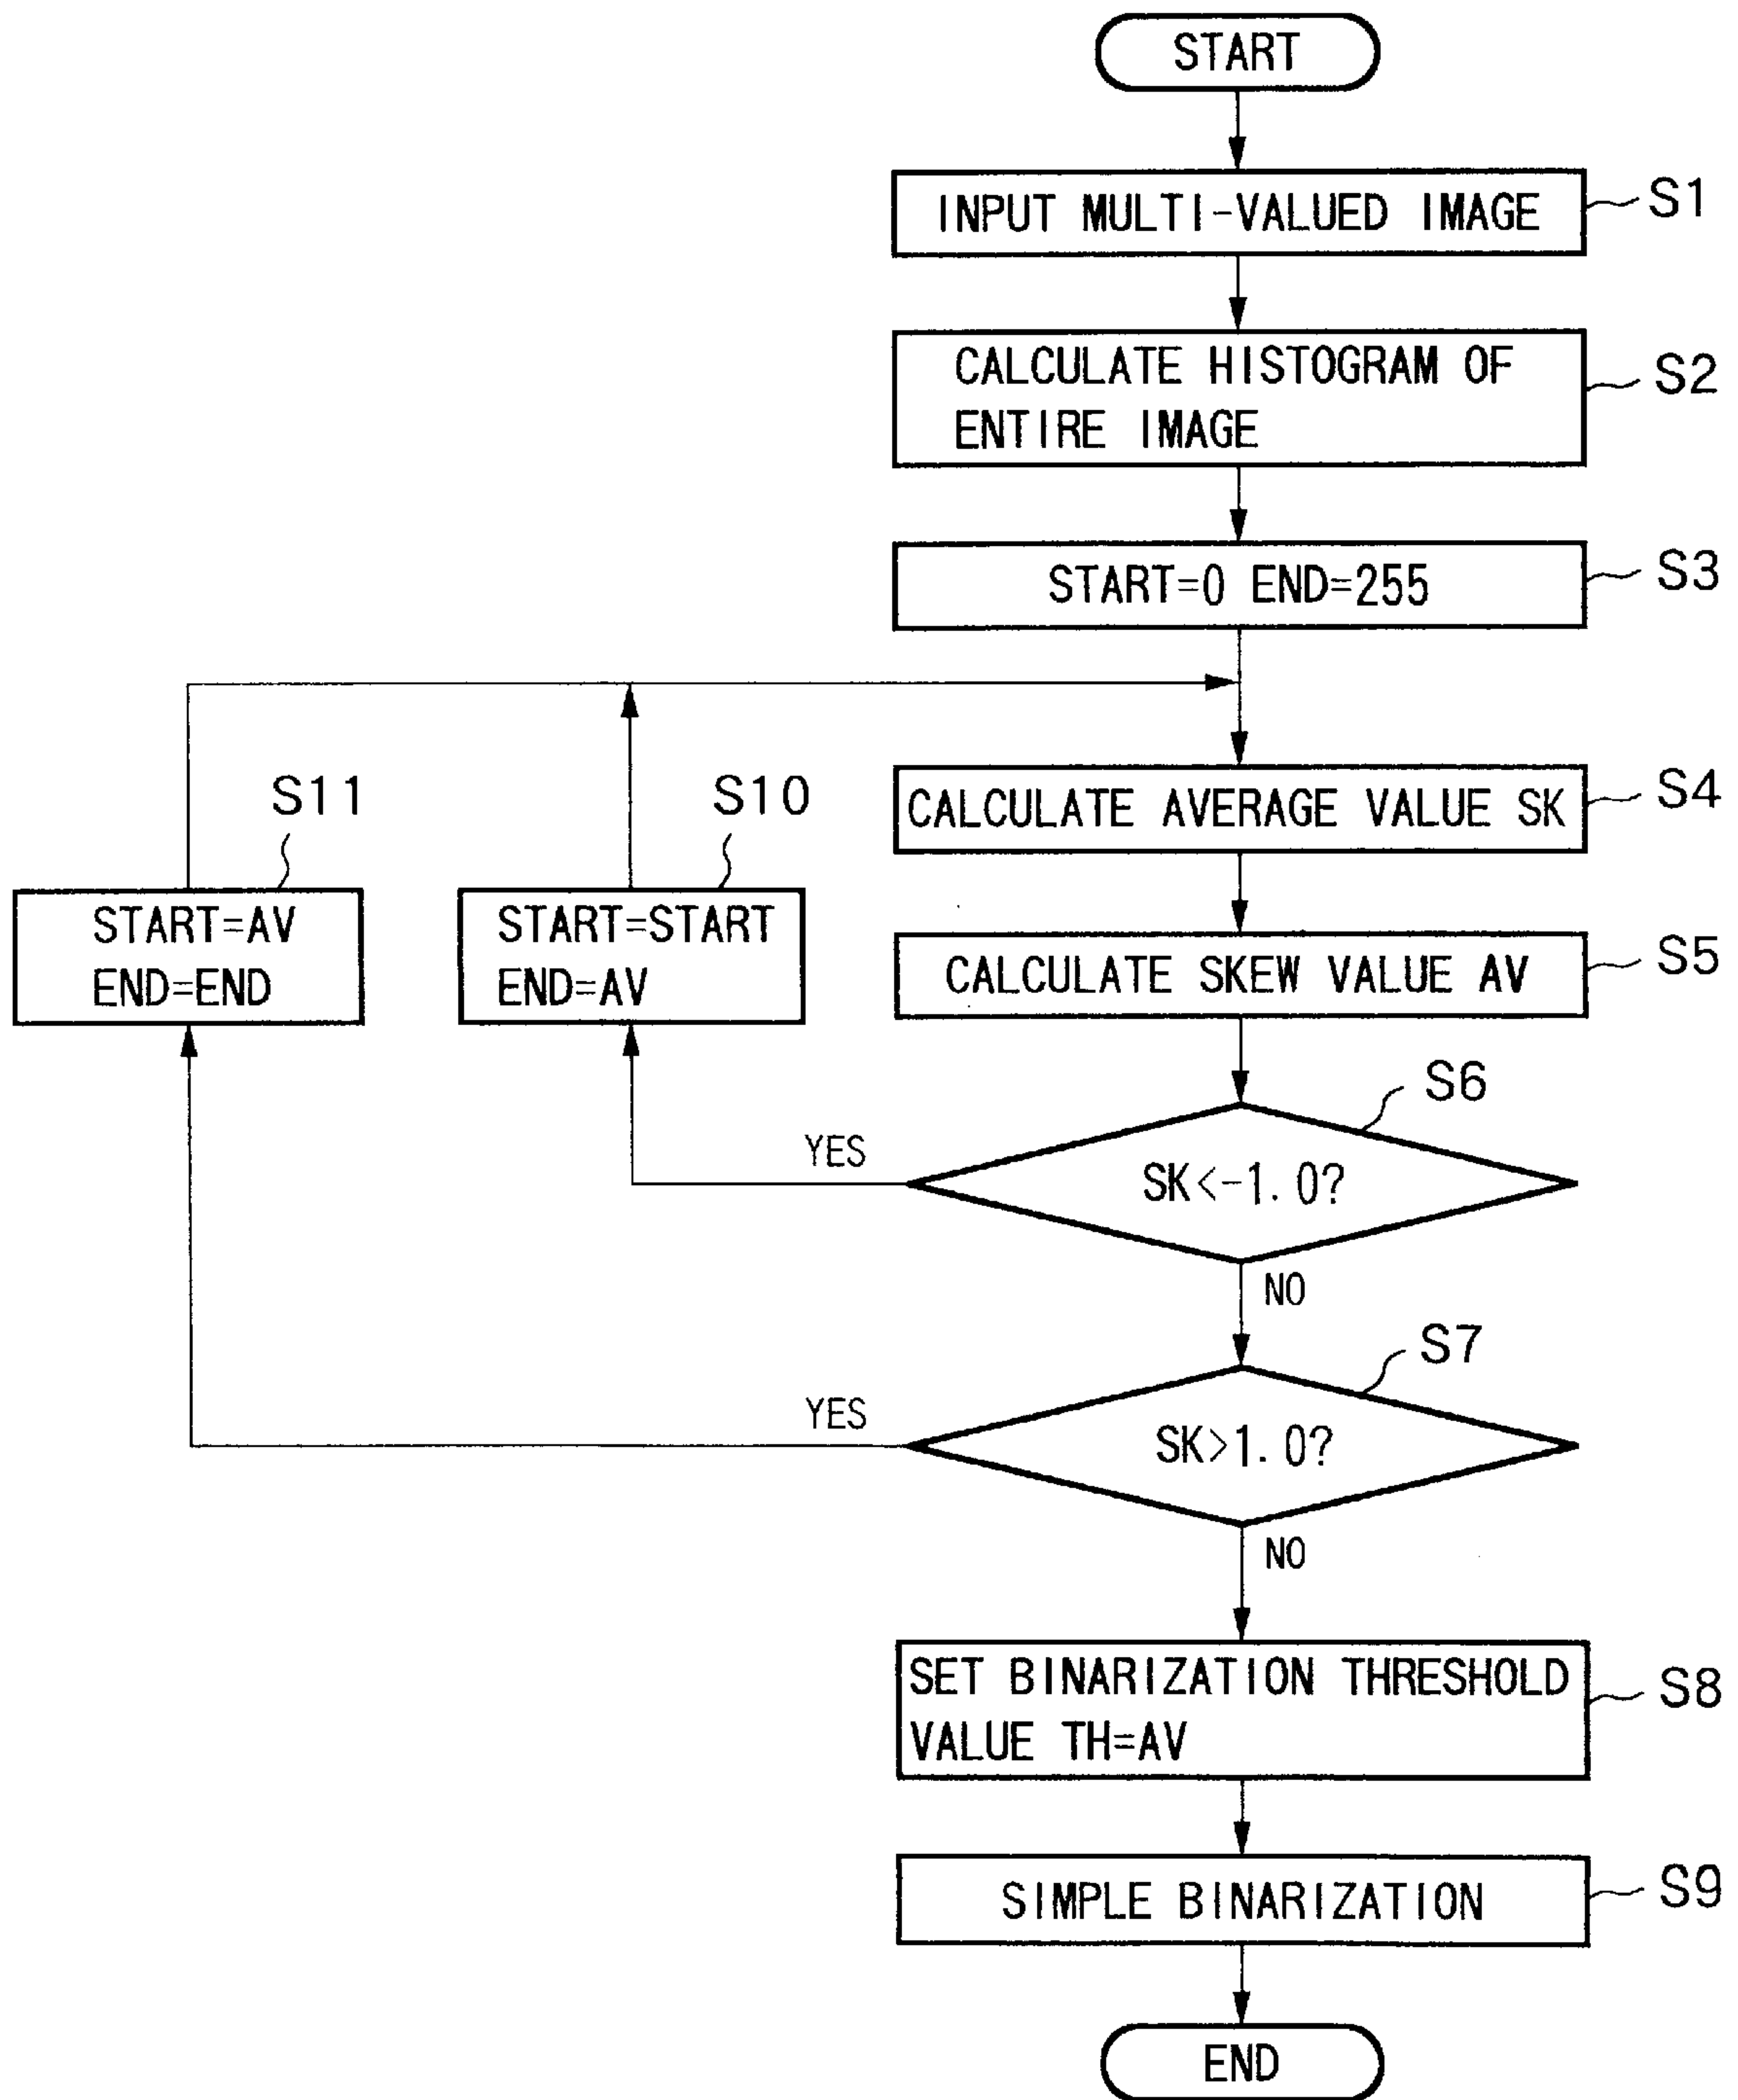 START
INPUT MULTI-VALUED IMAGE
S1
CALCULATE HISTOGRAM OF
ENTIRE IMAGE
S2
START=0 END=255
S3
CALCULATE AVERAGE VALUE SK
S4
S11
S10
START=AV
END=END
START=START
END=AV
CALCULATE SKEW VALUE AV
S5
S6
YES
SK<-1.0?
NO
S7
YES
SK>1.0?
NO
SET BINARIZATION THRESHOLD
VALUE TH=AV
S8
SIMPLE BINARIZATION
S9
END